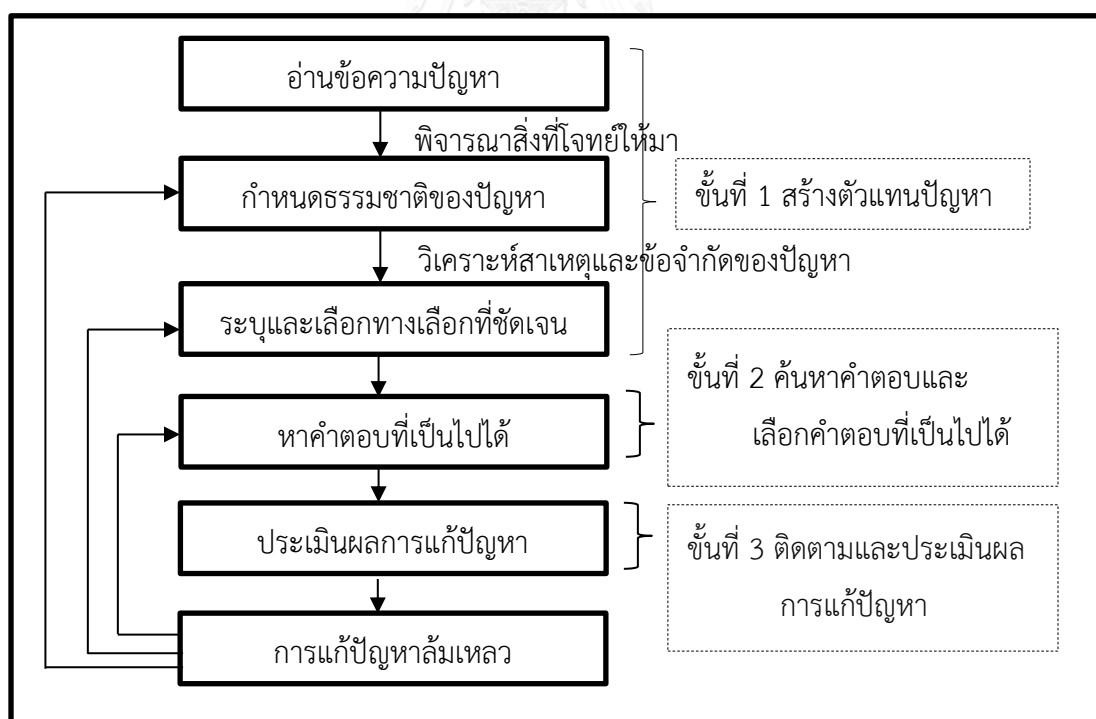 อ่านข้อความปัญหา
พิจารณาสิ่งที่โจทย์ให้มา
กำหนดธรรมชาติของปัญหา
ขั้นที่ 1 สร้างตัวแทนปัญหา
วิเคราะห์สาเหตุและข้อจำกัดของปัญหา
ระบุและเลือกทางเลือกที่ชัดเจน
ขั้นที่ 2 ค้นหาคำตอบและ
เลือกคำตอบที่เป็นไปได้
หาคำตอบที่เป็นไปได้
ประเมินผลการแก้ปัญหา
ขั้นที่ 3 ติดตามและประเมินผล
การแก้ปัญหา
การแก้ปัญหาล้มเหลว